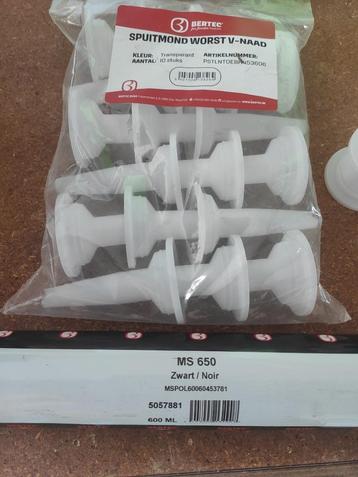 BERTEC
SPUITMOND WORST V-NAAD
KLEUR: Transparant ARTIKELNUMMER:
AANTAL: 10 stuks
MS 650
Zwart / Noir
MSPOL60060453781
5057881
600 ML